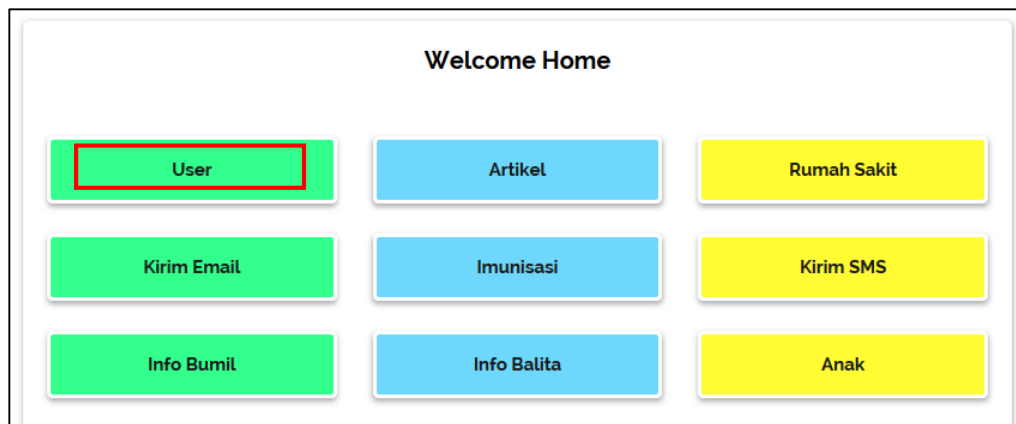 Welcome Home
User
Artikel
Rumah Sakit
Kirim Email
Imunisasi
Kirim SMS
Info Bumil
Info Balita
Anak